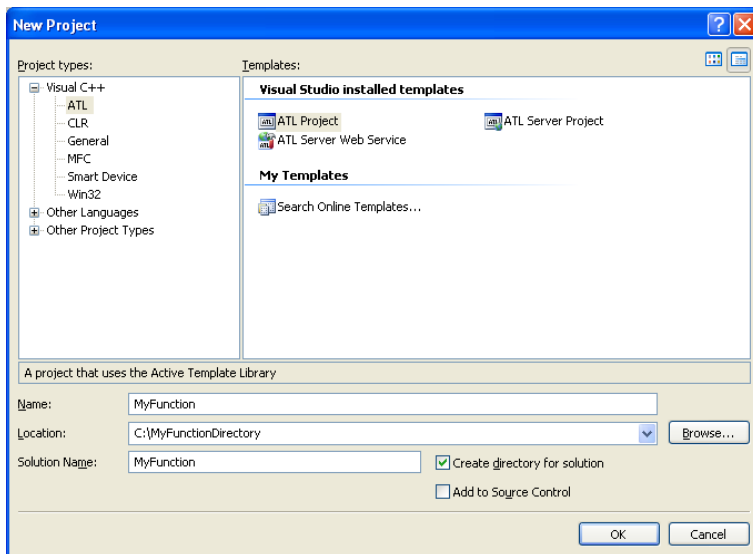 New Project
Project types:
Templates:
Visual C++
ATL
CLR
General
MFC
Smart Device
Win32
Other Languages
Other Project Types
Visual Studio installed templates
ATL Project
ATL Server Project
ATL Server Web Service
My Templates
Search Online Templates...
A project that uses the Active Template Library
Name:
MyFunction
Location:
C:\MyFunctionDirectory
Browse...
Solution Name:
MyFunction
Create directory for solution
Add to Source Control
OK
Cancel